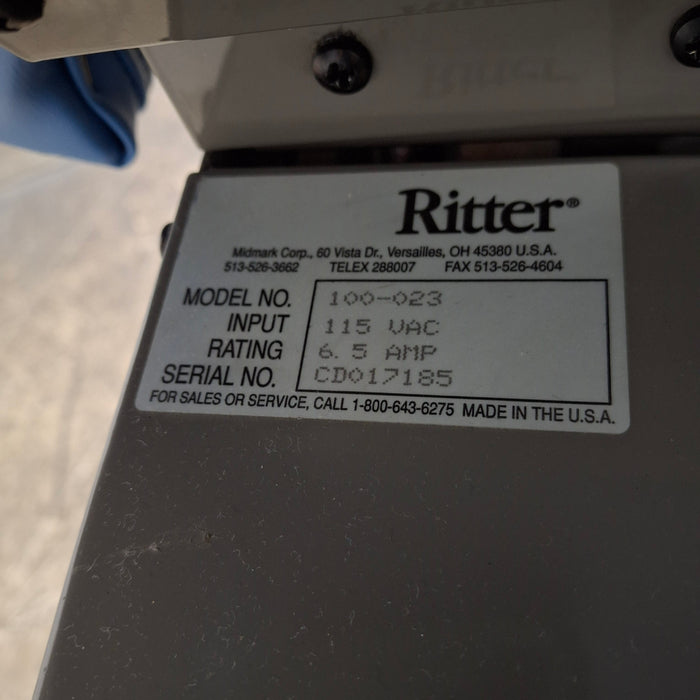 Ritter®
Midmark Corp., 60 Vista Dr., Versailles, OH 45380 U.S.A.
513-526-3662 TELEX 288007 FAX 513-526-4604
MODEL NO. 100-023
INPUT 115 VAC
RATING 6.5 AMP
SERIAL NO. CD017185
FOR SALES OR SERVICE, CALL 1-800-643-6275 MADE IN THE U.S.A.